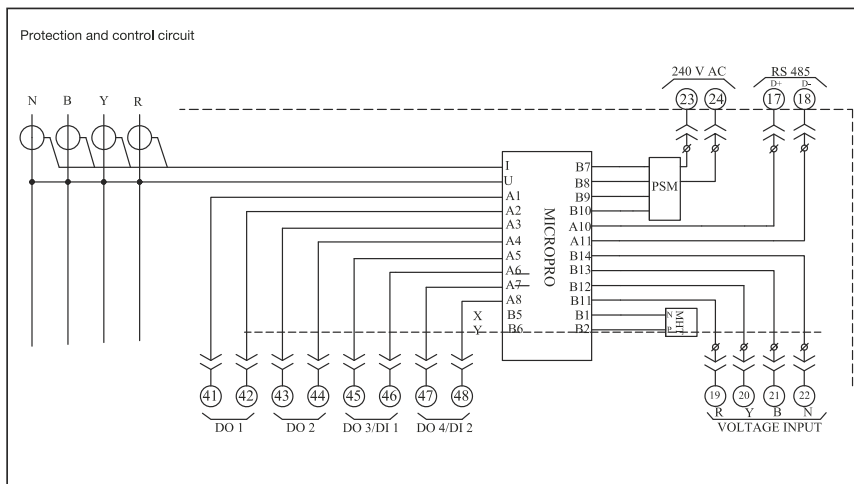 Protection and control circuit
240 V AC
RS 485
D+ D-
N B Y R
23 24 17 18
I
U
A1
A2
A3
A4
A5
A6
A7
A8
B5
B6
X
Y
MICROPRO
B7
B8
B9
B10
A10
A11
B14
B13
B12
B11
B1
B2
PSM
N
P
MHT
41 42 43 44 45 46 47 48
19 20 21 22
R Y B N
DO 1 DO 2 DO 3/DI 1 DO 4/DI 2
VOLTAGE INPUT